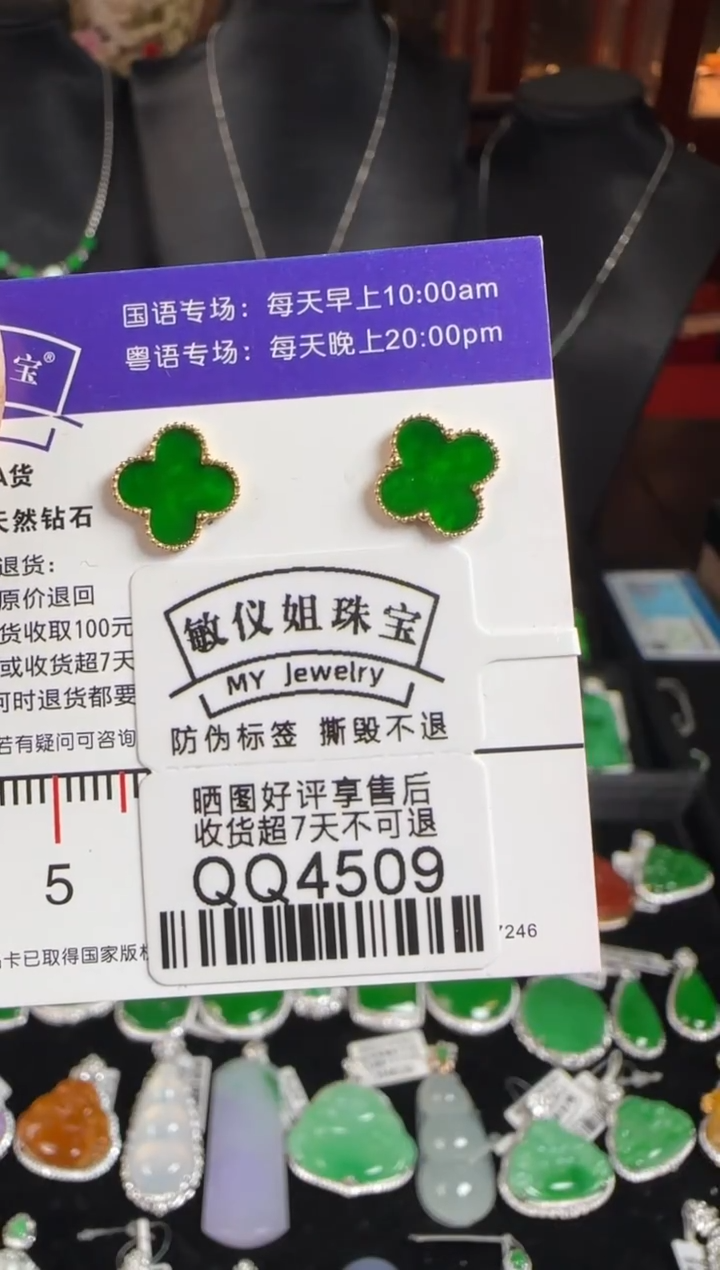 国语专场：每天早上10:00am
粤语专场：每天晚上20:00pm
宝®
A货
天然钻石
退货：
原价退回
货收取100元
或收货超7天
何时退货都要
若有疑问可咨询
敏仪姐珠宝
MY Jewelry
防伪标签 撕毁不退
晒图好评享售后
收货超7天不可退
QQ4509
5
品卡已取得国家版权
7246